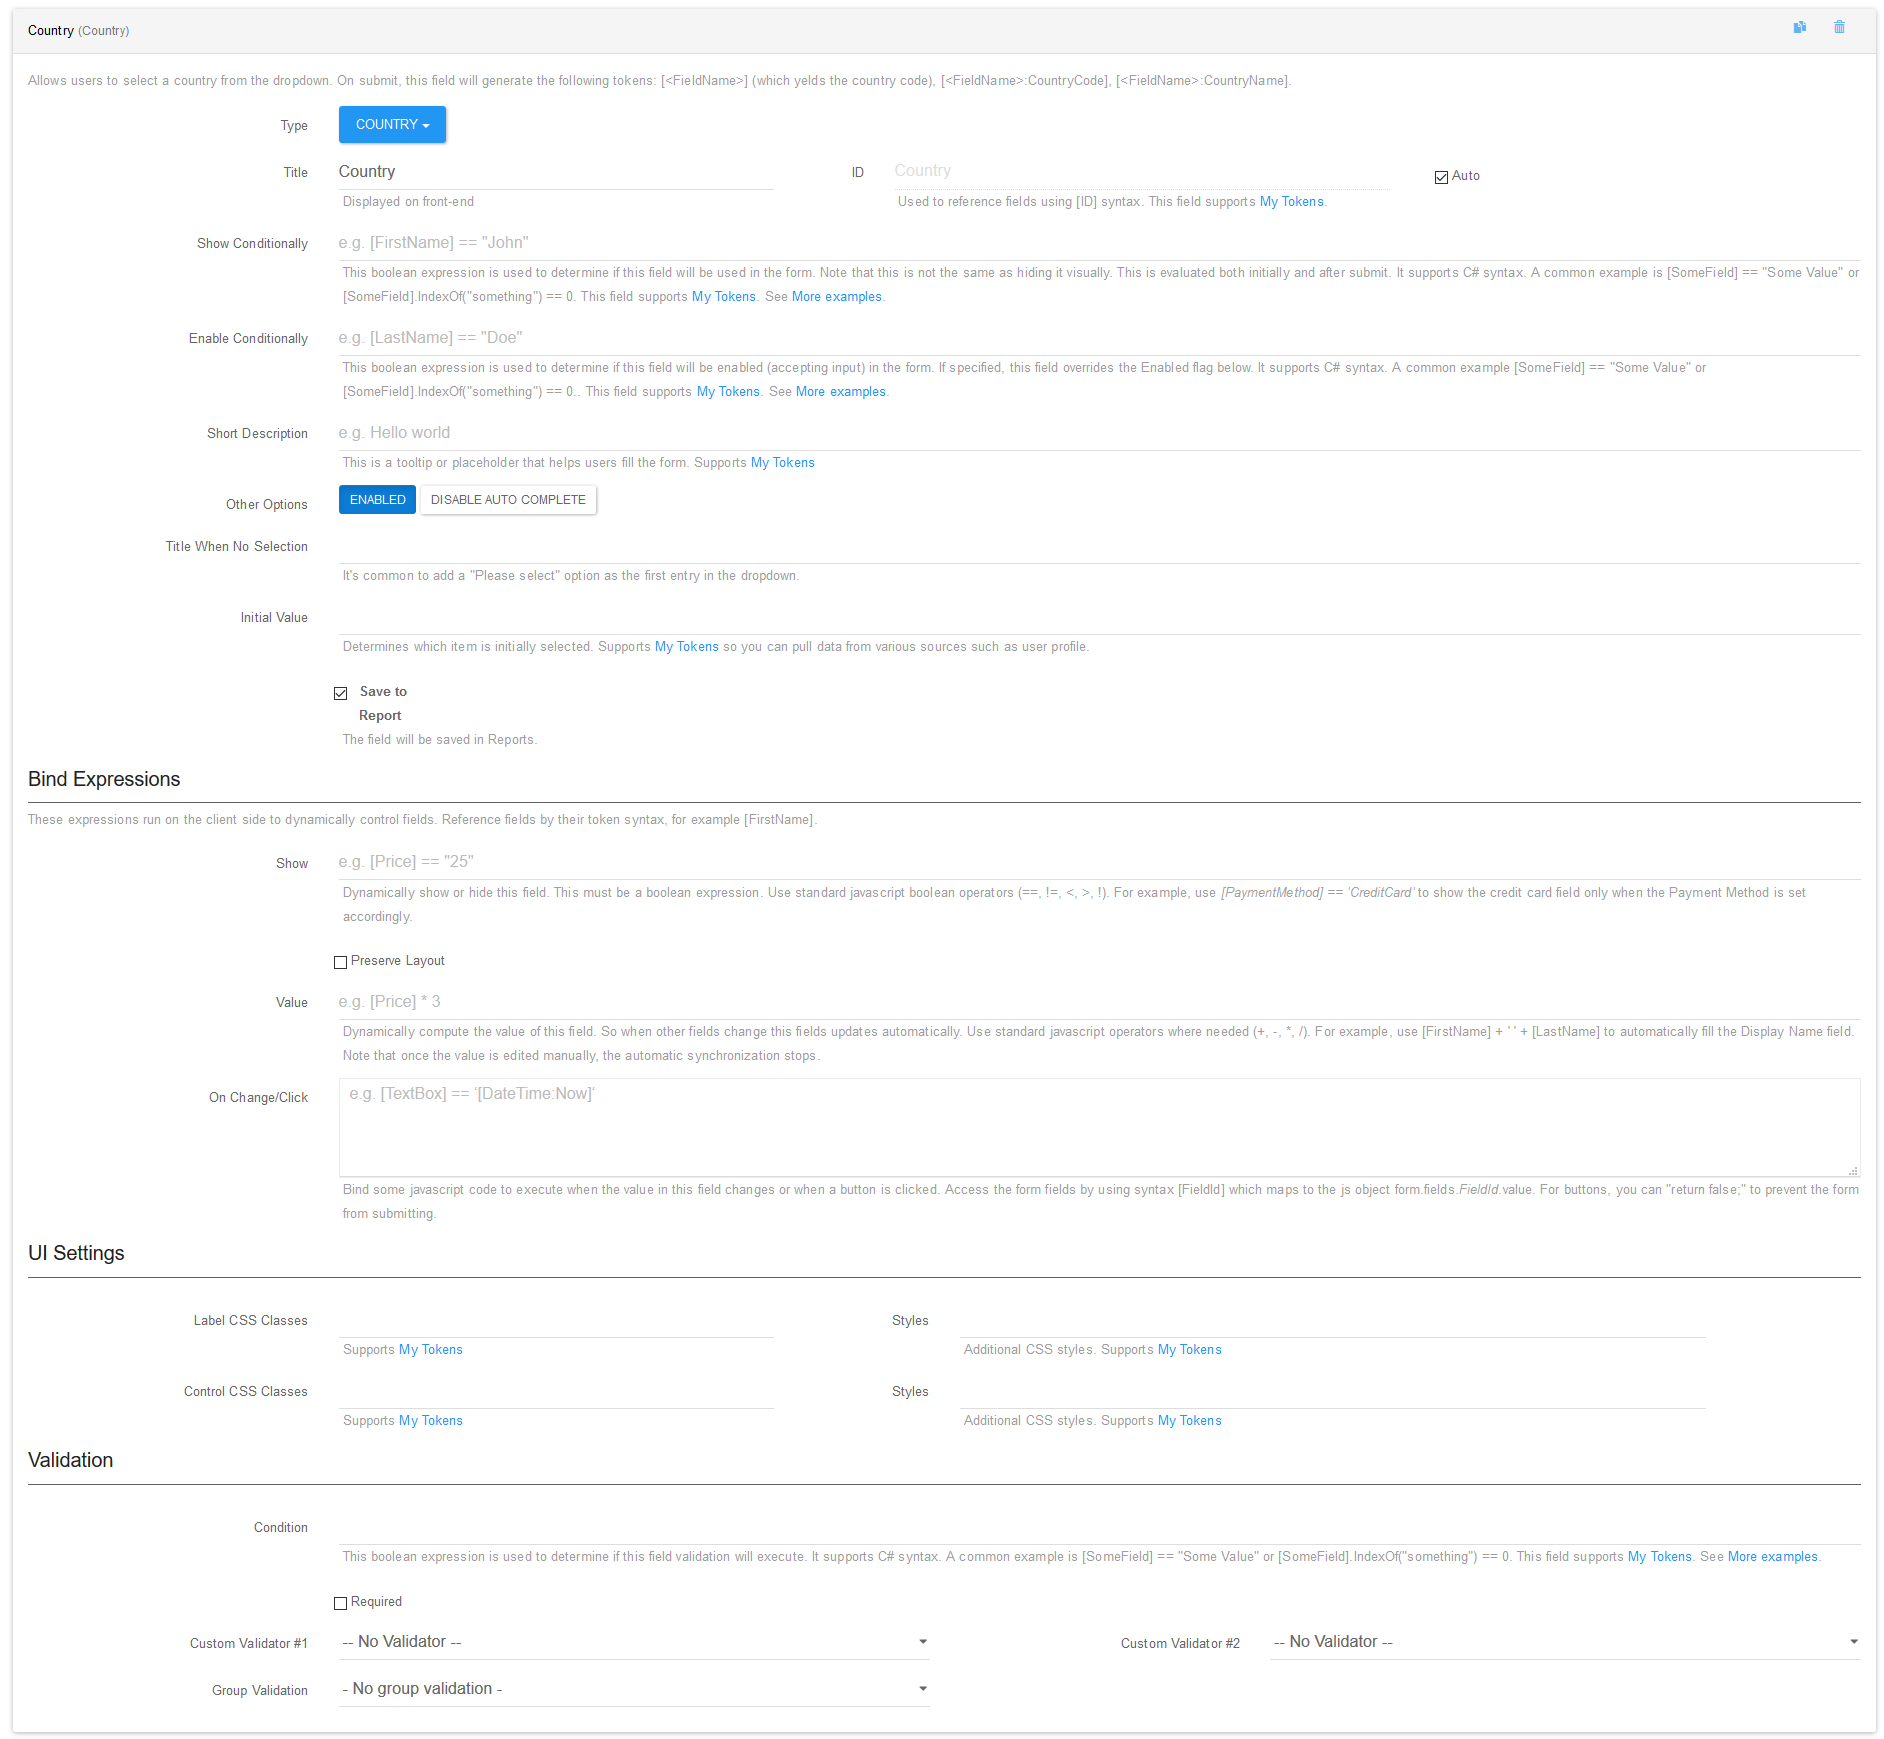 Country (Country)
Allows users to select a country from the dropdown. On submit, this field will generate the following tokens: [<FieldName>] (which yelds the country code), [<FieldName>:CountryCode], [<FieldName>:CountryName].
Type COUNTRY
Title Country ID Country Auto
Displayed on front-end Used to reference fields using [ID] syntax. This field supports My Tokens.
Show Conditionally e.g. [FirstName] == "John"
This boolean expression is used to determine if this field will be used in the form. Note that this is not the same as hiding it visually. This is evaluated both initially and after submit. It supports C# syntax. A common example is [SomeField] == "Some Value" or
[SomeField].IndexOf("something") == 0. This field supports My Tokens. See More examples.
Enable Conditionally e.g. [LastName] == "Doe"
This boolean expression is used to determine if this field will be enabled (accepting input) in the form. If specified, this field overrides the Enabled flag below. It supports C# syntax. A common example [SomeField] == "Some Value" or
[SomeField].IndexOf("something") == 0.. This field supports My Tokens. See More examples.
Short Description e.g. Hello world
This is a tooltip or placeholder that helps users fill the form. Supports My Tokens
Other Options ENABLED DISABLE AUTO COMPLETE
Title When No Selection
It's common to add a "Please select" option as the first entry in the dropdown.
Initial Value
Determines which item is initially selected. Supports My Tokens so you can pull data from various sources such as user profile.
Save to
Report
The field will be saved in Reports.
Bind Expressions
These expressions run on the client side to dynamically control fields. Reference fields by their token syntax, for example [FirstName].
Show e.g. [Price] == "25"
Dynamically show or hide this field. This must be a boolean expression. Use standard javascript boolean operators (==, !=, <, >, !). For example, use [PaymentMethod] == 'CreditCard' to show the credit card field only when the Payment Method is set
accordingly.
Preserve Layout
Value e.g. [Price] * 3
Dynamically compute the value of this field. So when other fields change this fields updates automatically. Use standard javascript operators where needed (+, -, *, /). For example, use [FirstName] + ' ' + [LastName] to automatically fill the Display Name field.
Note that once the value is edited manually, the automatic synchronization stops.
On Change/Click e.g. [TextBox] == '[DateTime:Now]'
Bind some javascript code to execute when the value in this field changes or when a button is clicked. Access the form fields by using syntax [FieldId] which maps to the js object form.fields.FieldId.value. For buttons, you can "return false;" to prevent the form
from submitting.
UI Settings
Label CSS Classes Styles
Supports My Tokens Additional CSS styles. Supports My Tokens
Control CSS Classes Styles
Supports My Tokens Additional CSS styles. Supports My Tokens
Validation
Condition
This boolean expression is used to determine if this field validation will execute. It supports C# syntax. A common example is [SomeField] == "Some Value" or [SomeField].IndexOf("something") == 0. This field supports My Tokens. See More examples.
Required
Custom Validator #1 -- No Validator -- Custom Validator #2 -- No Validator --
Group Validation - No group validation -